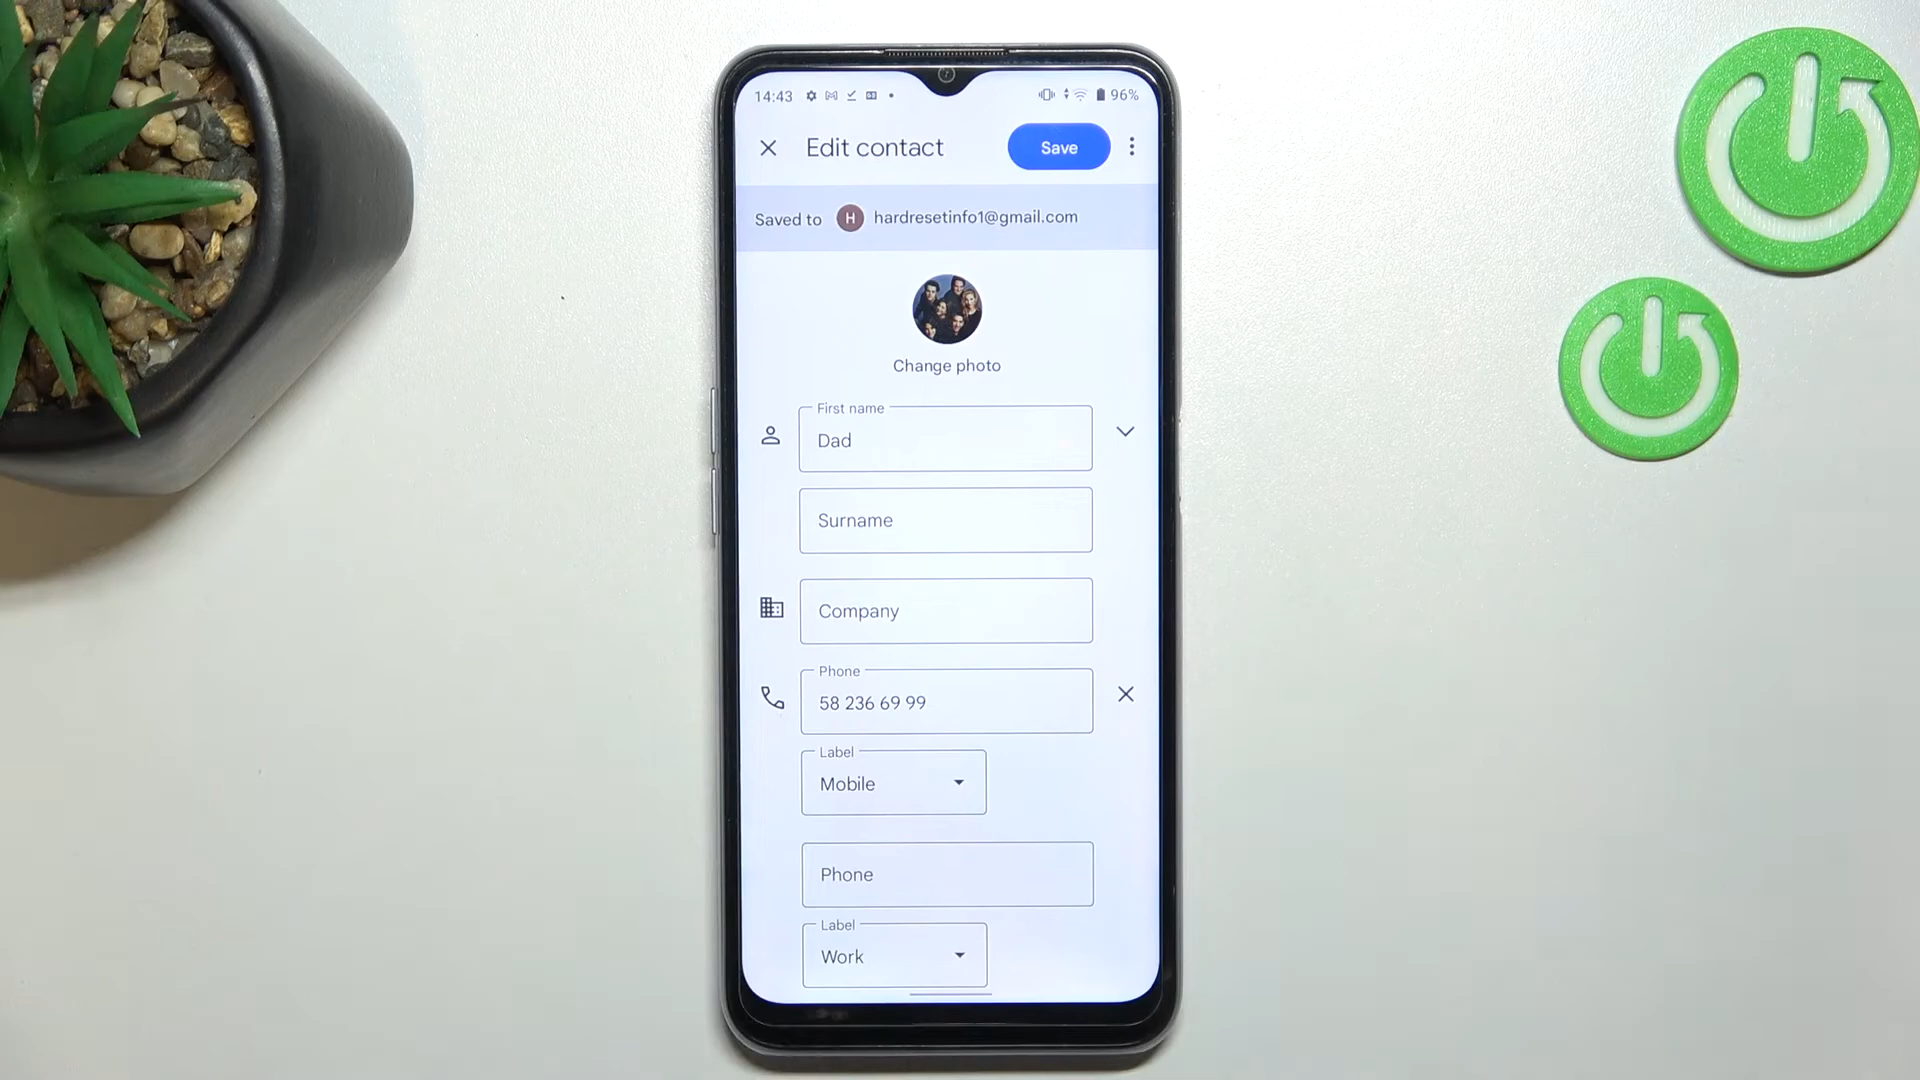 14:43 96%
Edit contact Save
Saved to H hardresetinfo1@gmail.com
Change photo
First name
Dad
Surname
Company
Phone
58 236 69 99
Label
Mobile
Phone
Label
Work